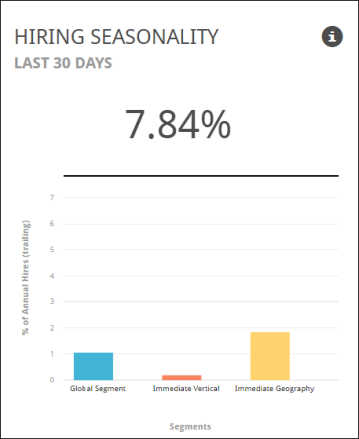 HIRING SEASONALITY
LAST 30 DAYS
7.84%
% of Annual Hires (trailing)
7
6
5
4
3
2
1
0
Global Segment Immediate Vertical Immediate Geography
Segments